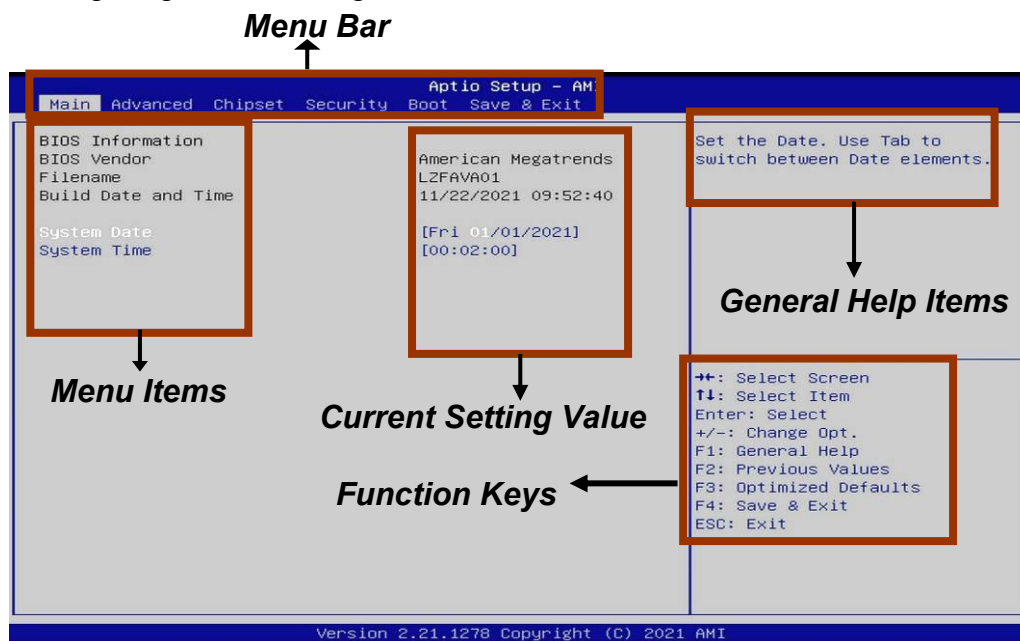 Menu Bar
Aptio Setup – AM
Main Advanced Chipset Security Boot Save & Exit
BIOS Information
BIOS Vendor American Megatrends
Filename LZFAVA01
Build Date and Time 11/22/2021 09:52:40
System Date [Fri 01/01/2021]
System Time [00:02:00]
Set the Date. Use Tab to
switch between Date elements.
General Help Items
Menu Items
Current Setting Value
Function Keys
→←: Select Screen
↑↓: Select Item
Enter: Select
+/-: Change Opt.
F1: General Help
F2: Previous Values
F3: Optimized Defaults
F4: Save & Exit
ESC: Exit
Version 2.21.1278 Copyright (C) 2021 AMI